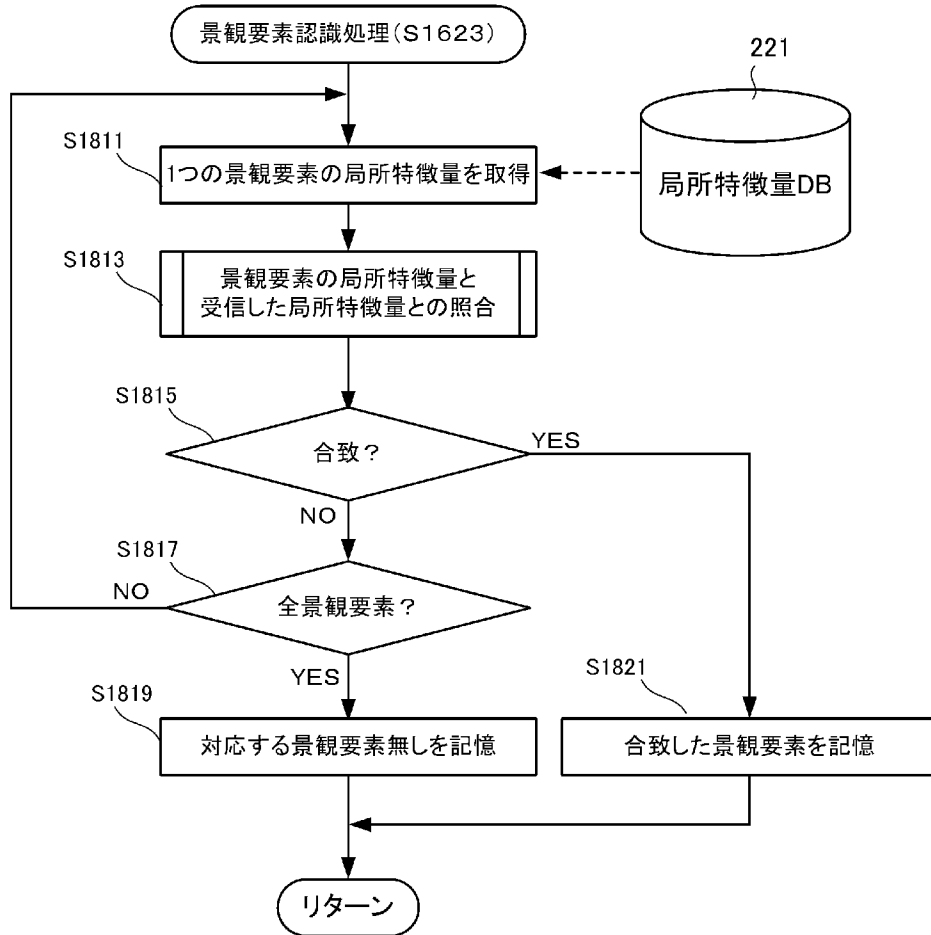 景観要素認識処理(S1623)
221
S1811
1つの景観要素の局所特徴量を取得
局所特徴量DB
S1813
景観要素の局所特徴量と
受信した局所特徴量との照合
S1815
合致？
YES
NO
S1817
NO
全景観要素？
YES
S1819
対応する景観要素無しを記憶
S1821
合致した景観要素を記憶
リターン